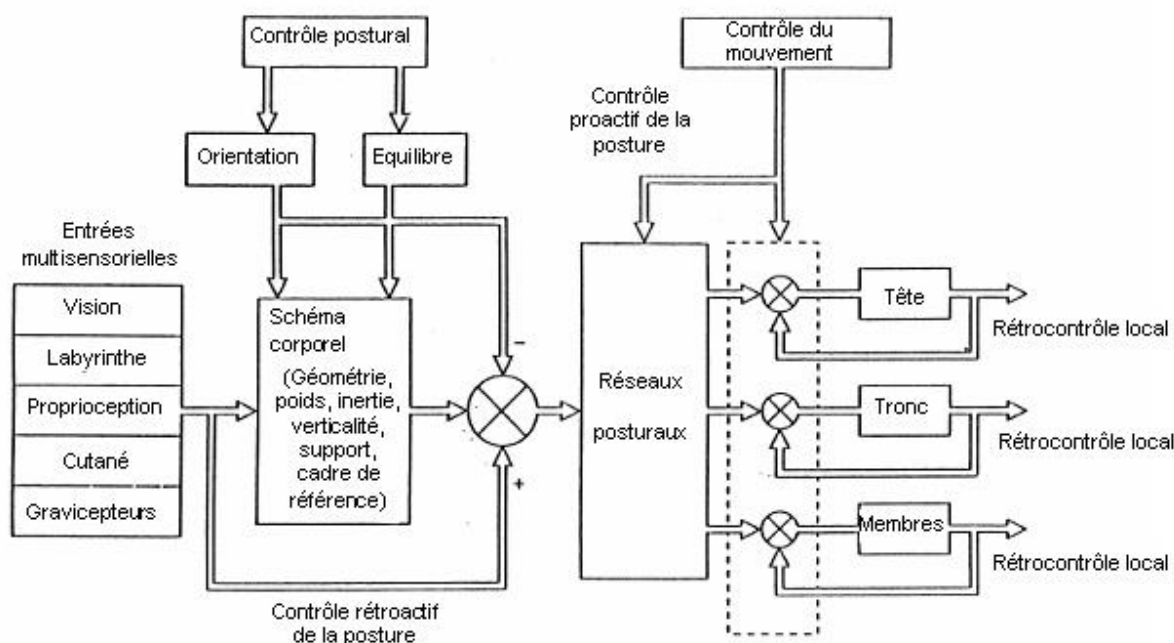 Contrôle postural
Contrôle du
mouvement
Contrôle
proactif de la
posture
Orientation
Equilibre
Entrées
multisensorielles
Vision
Labyrinthe
Proprioception
Cutané
Gravicepteurs
Schéma
corporel
(Géométrie,
poids, inertie,
verticalité,
support,
cadre de
référence)
−
+
Réseaux
posturaux
Tête
Rétrocontrôle local
Tronc
Rétrocontrôle local
Membres
Rétrocontrôle local
Contrôle rétroactif
de la posture